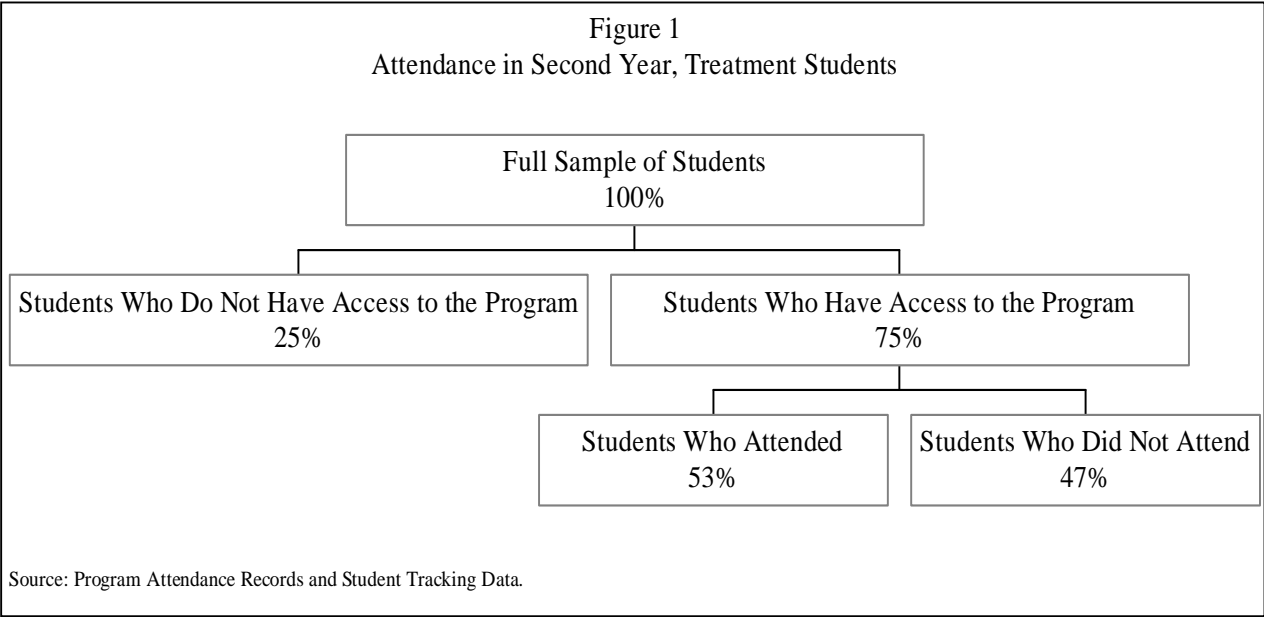 Figure 1
Attendance in Second Year, Treatment Students
Full Sample of Students
100%
Students Who Do Not Have Access to the Program
25%
Students Who Have Access to the Program
75%
Students Who Attended
53%
Students Who Did Not Attend
47%
Source: Program Attendance Records and Student Tracking Data.